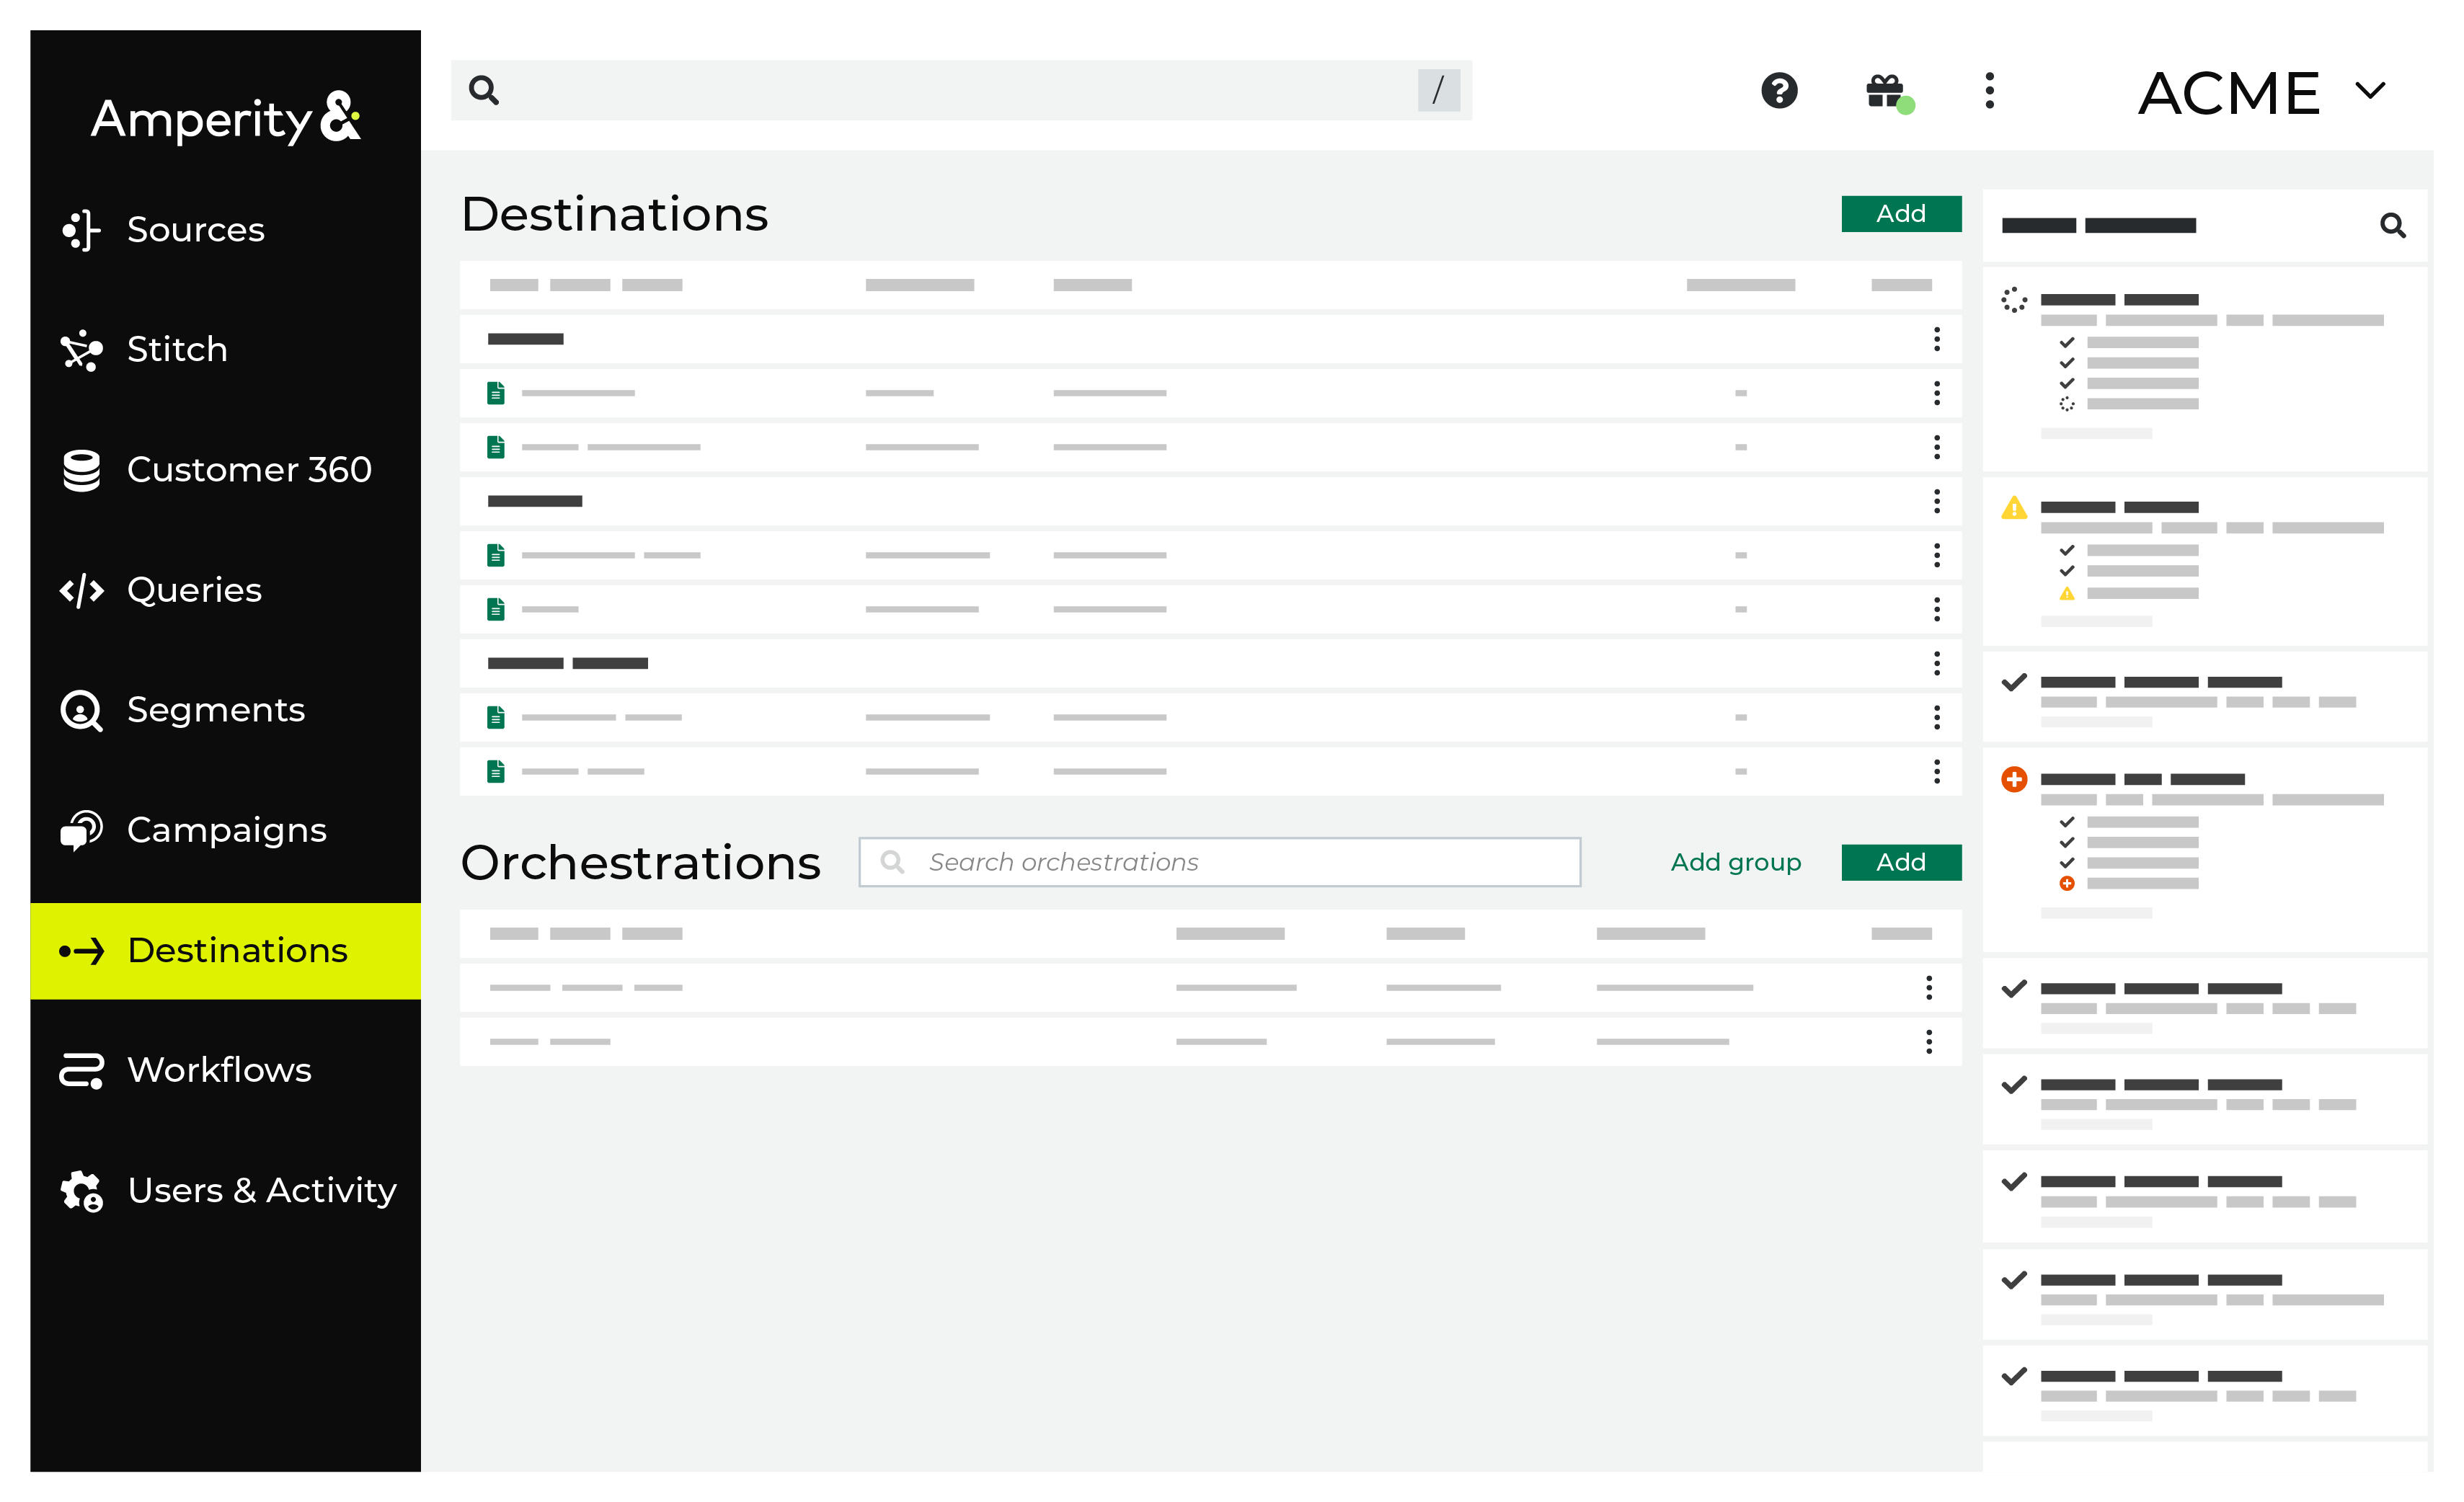 Amperity&
Sources
Stitch
Customer 360
Queries
Segments
Campaigns
Destinations
Workflows
Users & Activity
/
?
ACME
Destinations
Add
Orchestrations
Search orchestrations
Add group
Add